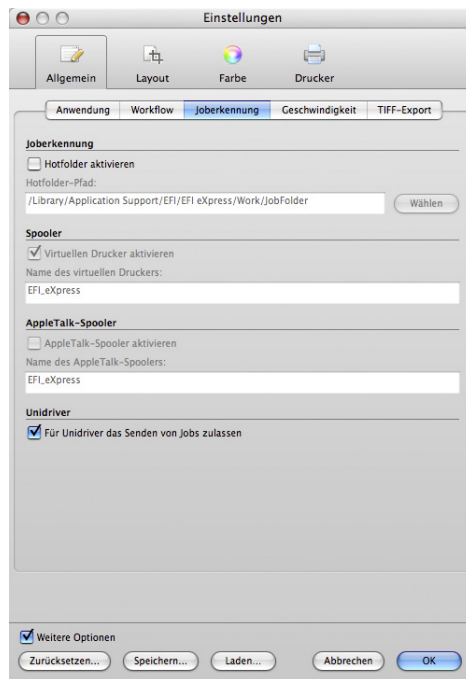 Einstellungen
Allgemein Layout Farbe Drucker
Anwendung Workflow Joberkennung Geschwindigkeit TIFF-Export
Joberkennung
Hotfolder aktivieren
Hotfolder-Pfad:
/Library/Application Support/EFI/EFI eXpress/Work/JobFolder Wählen
Spooler
Virtuellen Drucker aktivieren
Name des virtuellen Druckers:
EFI_eXpress
AppleTalk-Spooler
AppleTalk-Spooler aktivieren
Name des AppleTalk-Spoolers:
EFI_eXpress
Unidriver
Für Unidriver das Senden von Jobs zulassen
Weitere Optionen
Zurücksetzen... Speichern... Laden... Abbrechen OK